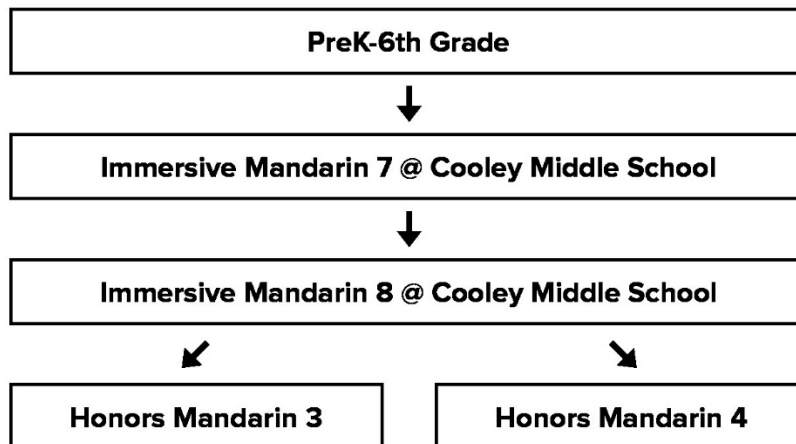 PreK-6th Grade
Immersive Mandarin 7 @ Cooley Middle School
Immersive Mandarin 8 @ Cooley Middle School
Honors Mandarin 3
Honors Mandarin 4